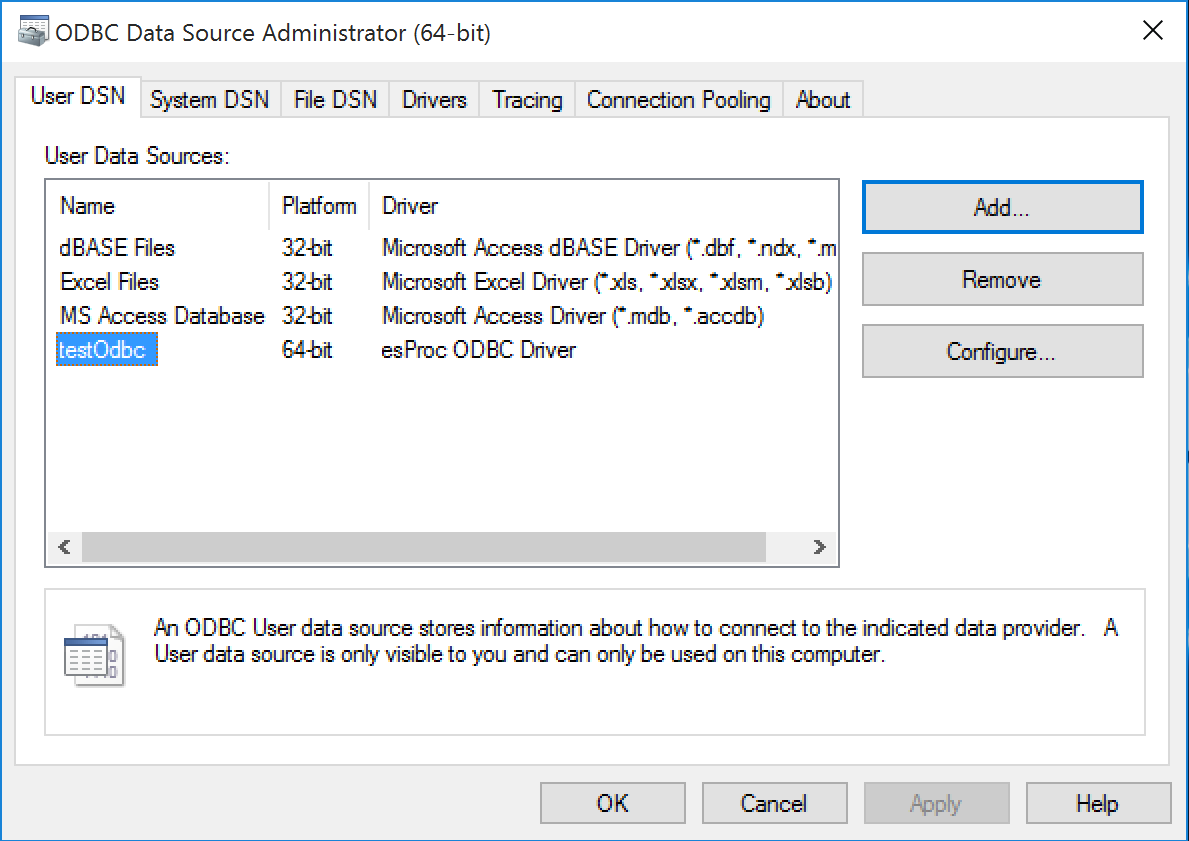 ODBC Data Source Administrator (64-bit)
User DSN System DSN File DSN Drivers Tracing Connection Pooling About
User Data Sources:
Name Platform Driver
dBASE Files 32-bit Microsoft Access dBASE Driver (*.dbf, *.ndx, *.m
Excel Files 32-bit Microsoft Excel Driver (*.xls, *.xlsx, *.xlsm, *.xlsb)
MS Access Database 32-bit Microsoft Access Driver (*.mdb, *.accdb)
testOdbc 64-bit esProc ODBC Driver
Add...
Remove
Configure...
An ODBC User data source stores information about how to connect to the indicated data provider. A
User data source is only visible to you and can only be used on this computer.
OK Cancel Apply Help